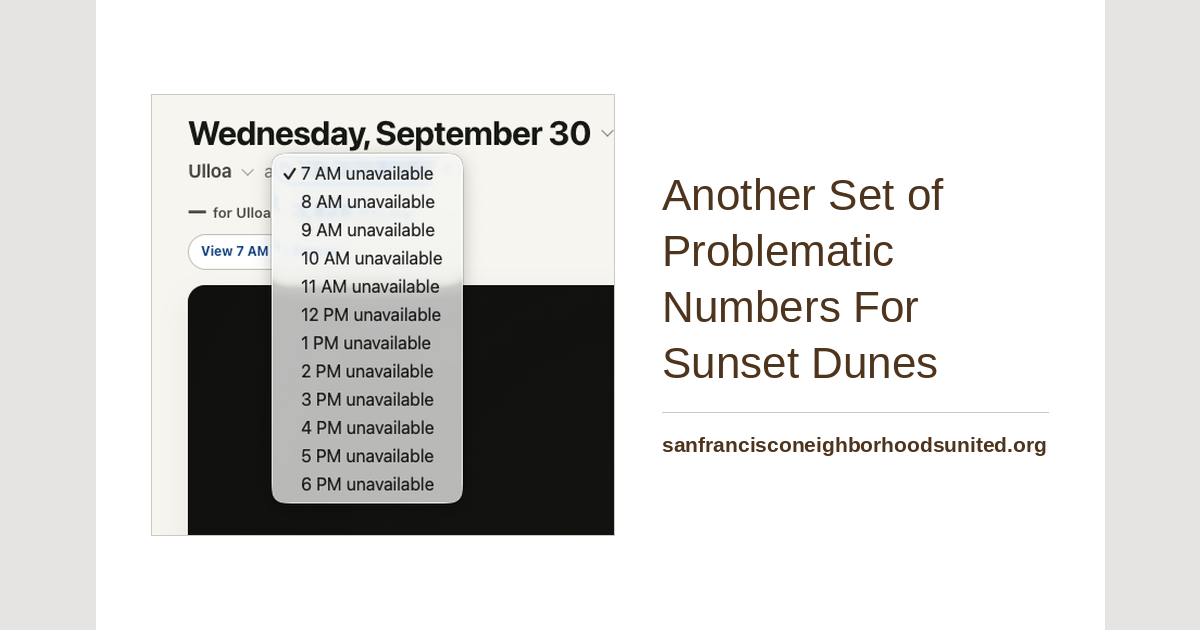 Wednesday, September 30
Ulloa
a
✓ 7 AM unavailable
8 AM unavailable
— for Ulloa
9 AM unavailable
View 7 AM
10 AM unavailable
11 AM unavailable
12 PM unavailable
1 PM unavailable
2 PM unavailable
3 PM unavailable
4 PM unavailable
5 PM unavailable
6 PM unavailable
Another Set of
Problematic
Numbers For
Sunset Dunes
sanfrancisconeighborhoodsunited.org